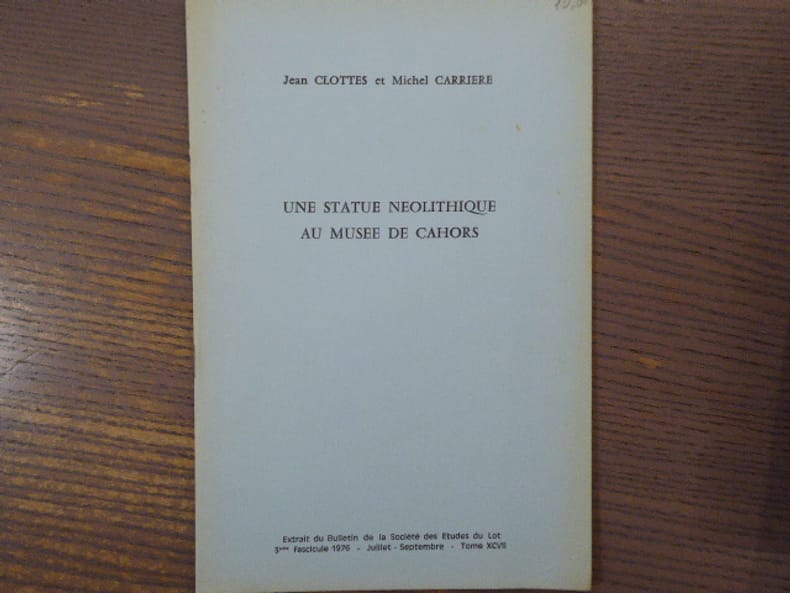 Jean CLOTTES et Michel CARRIERE
UNE STATUE NEOLITHIQUE
AU MUSEE DE CAHORS
Extrait du Bulletin de la Société des Etudes du Lot
3ème Fascicule 1976 - Juillet - Septembre - Tome XCVII